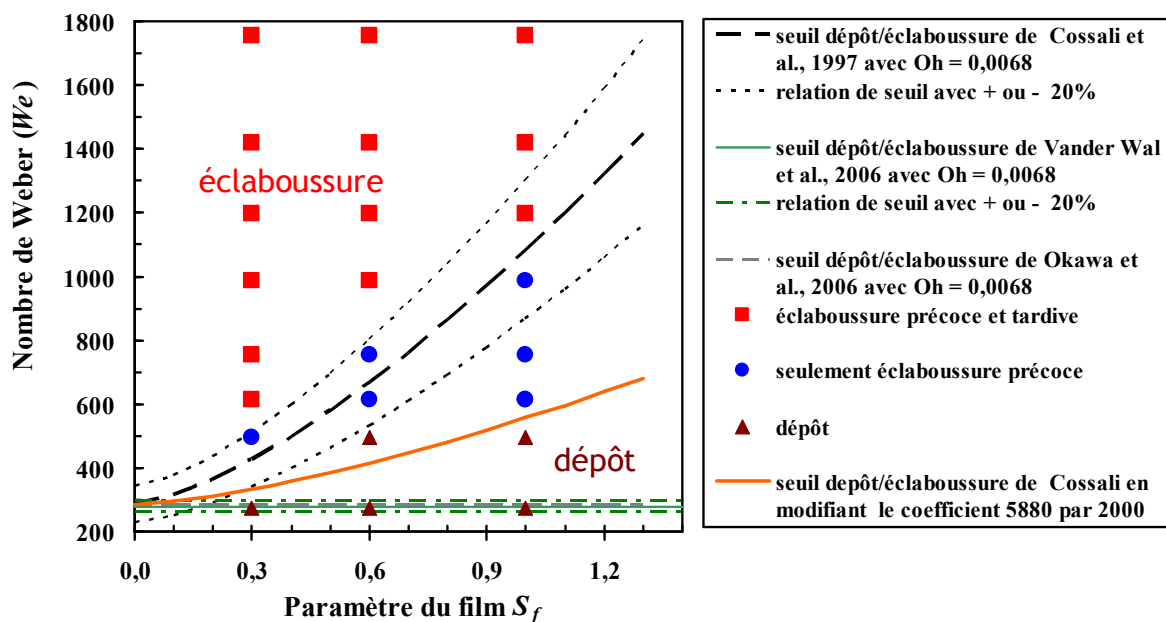 1800
1600
1400
1200
1000
800
600
400
200
Nombre de Weber (We)
0,0
0,3
0,6
0,9
1,2
Paramètre du film S_f
éclaboussure
dépôt
seuil dépôt/éclaboussure de Cossali et
al., 1997 avec Oh = 0,0068
relation de seuil avec + ou - 20%
seuil dépôt/éclaboussure de Vander Wal
et al., 2006 avec Oh = 0,0068
relation de seuil avec + ou - 20%
seuil dépôt/éclaboussure de Okawa et
al., 2006 avec Oh = 0,0068
éclaboussure précoce et tardive
seulement éclaboussure précoce
dépôt
seuil depôt/éclaboussure de Cossali en
modifiant le coefficient 5880 par 2000